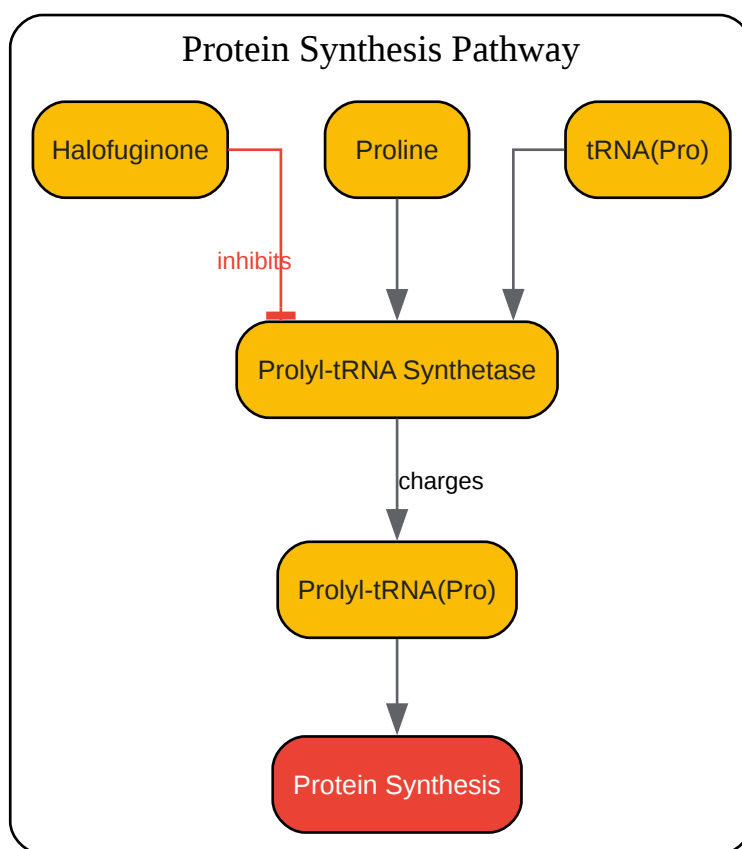 Protein Synthesis Pathway
Halofuginone
Proline
tRNA(Pro)
inhibits
Prolyl-tRNA Synthetase
charges
Prolyl-tRNA(Pro)
Protein Synthesis